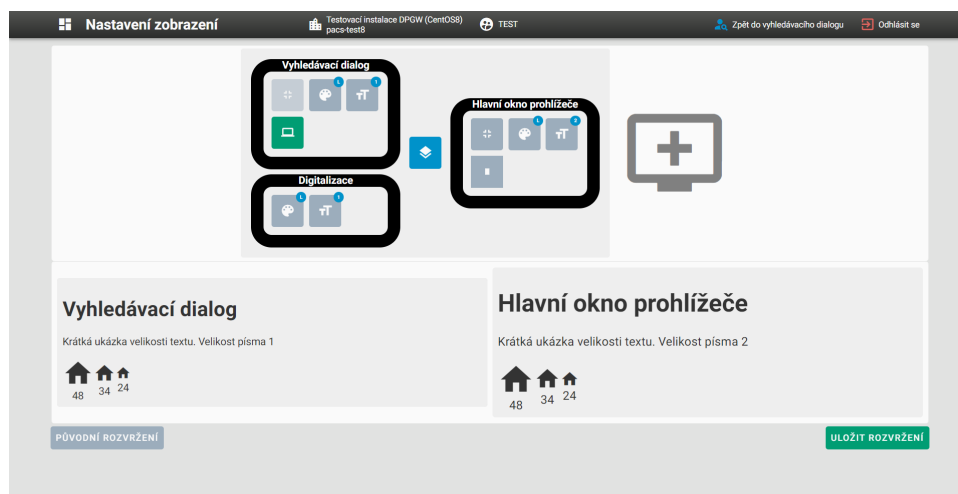 Nastavení zobrazení
Testovací instalace DPGW (CentOS8)
pacs-test8
TEST
Zpět do vyhledávacího dialogu
Odhlásit se
Vyhledávací dialog
L
1
Digitalizace
L
1
Hlavní okno prohlížeče
L
2
Vyhledávací dialog
Krátká ukázka velikosti textu. Velikost písma 1
48 34 24
Hlavní okno prohlížeče
Krátká ukázka velikosti textu. Velikost písma 2
48 34 24
PŮVODNÍ ROZVRŽENÍ
ULOŽIT ROZVRŽENÍ